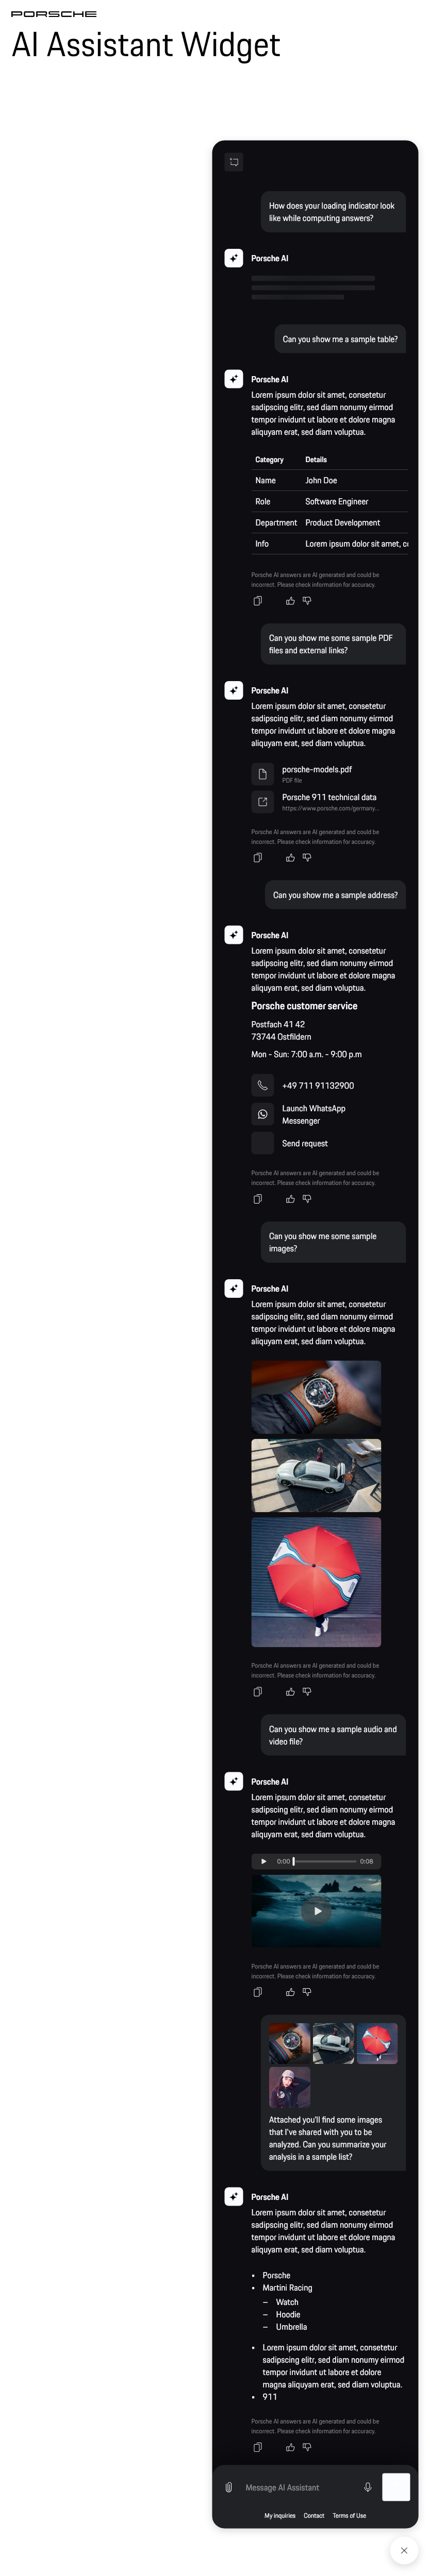 PORSCHE
AI Assistant Widget
How does your loading indicator look
like while computing answers?
Porsche AI
Can you show me a sample table?
Porsche AI
Lorem ipsum dolor sit amet, consetetur
sadipscing elitr, sed diam nonumy eirmod
tempor invidunt ut labore et dolore magna
aliquyam erat, sed diam voluptua.
Category Details
Name John Doe
Role Software Engineer
Department Product Development
Info Lorem ipsum dolor sit amet, co
Porsche AI answers are AI generated and could be
incorrect. Please check information for accuracy.
Can you show me some sample PDF
files and external links?
Porsche AI
Lorem ipsum dolor sit amet, consetetur
sadipscing elitr, sed diam nonumy eirmod
tempor invidunt ut labore et dolore magna
aliquyam erat, sed diam voluptua.
porsche-models.pdf
PDF file
Porsche 911 technical data
https://www.porsche.com/germany...
Porsche AI answers are AI generated and could be
incorrect. Please check information for accuracy.
Can you show me a sample address?
Porsche AI
Lorem ipsum dolor sit amet, consetetur
sadipscing elitr, sed diam nonumy eirmod
tempor invidunt ut labore et dolore magna
aliquyam erat, sed diam voluptua.
Porsche customer service
Postfach 41 42
73744 Ostfildern
Mon - Sun: 7:00 a.m. - 9:00 p.m
+49 711 91132900
Launch WhatsApp
Messenger
Send request
Porsche AI answers are AI generated and could be
incorrect. Please check information for accuracy.
Can you show me some sample
images?
Porsche AI
Lorem ipsum dolor sit amet, consetetur
sadipscing elitr, sed diam nonumy eirmod
tempor invidunt ut labore et dolore magna
aliquyam erat, sed diam voluptua.
Porsche AI answers are AI generated and could be
incorrect. Please check information for accuracy.
Can you show me a sample audio and
video file?
Porsche AI
Lorem ipsum dolor sit amet, consetetur
sadipscing elitr, sed diam nonumy eirmod
tempor invidunt ut labore et dolore magna
aliquyam erat, sed diam voluptua.
0:00 0:08
Porsche AI answers are AI generated and could be
incorrect. Please check information for accuracy.
Attached you'll find some images
that I've shared with you to be
analyzed. Can you summarize your
analysis in a sample list?
Porsche AI
Lorem ipsum dolor sit amet, consetetur
sadipscing elitr, sed diam nonumy eirmod
tempor invidunt ut labore et dolore magna
aliquyam erat, sed diam voluptua.
• Porsche
• Martini Racing
– Watch
– Hoodie
– Umbrella
• Lorem ipsum dolor sit amet, consetetur
sadipscing elitr, sed diam nonumy eirmod
tempor invidunt ut labore et dolore
magna aliquyam erat, sed diam voluptua.
• 911
Porsche AI answers are AI generated and could be
incorrect. Please check information for accuracy.
Message AI Assistant
My inquiries Contact Terms of Use